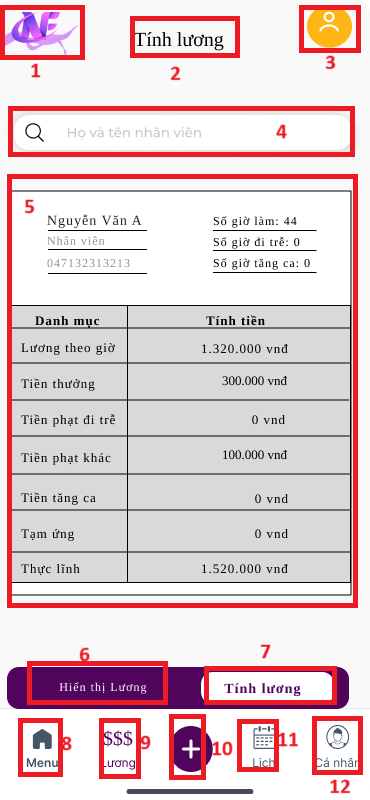 NF
1
Tính lương
2
3
Họ và tên nhân viên
4
5
Nguyễn Văn A
Số giờ làm: 44
Nhân viên
Số giờ đi trễ: 0
047132313213
Số giờ tăng ca: 0
Danh mục Tính tiền
Lương theo giờ 1.320.000 vnđ
Tiền thưởng 300.000 vnđ
Tiền phạt đi trễ 0 vnd
Tiền phạt khác 100.000 vnđ
Tiền tăng ca 0 vnd
Tạm ứng 0 vnd
Thực lĩnh 1.520.000 vnđ
6
7
Hiển thị Lương
Tính lương
$$$
8
9
10
11
Menu
Lương
Lịch
Cá nhân
12